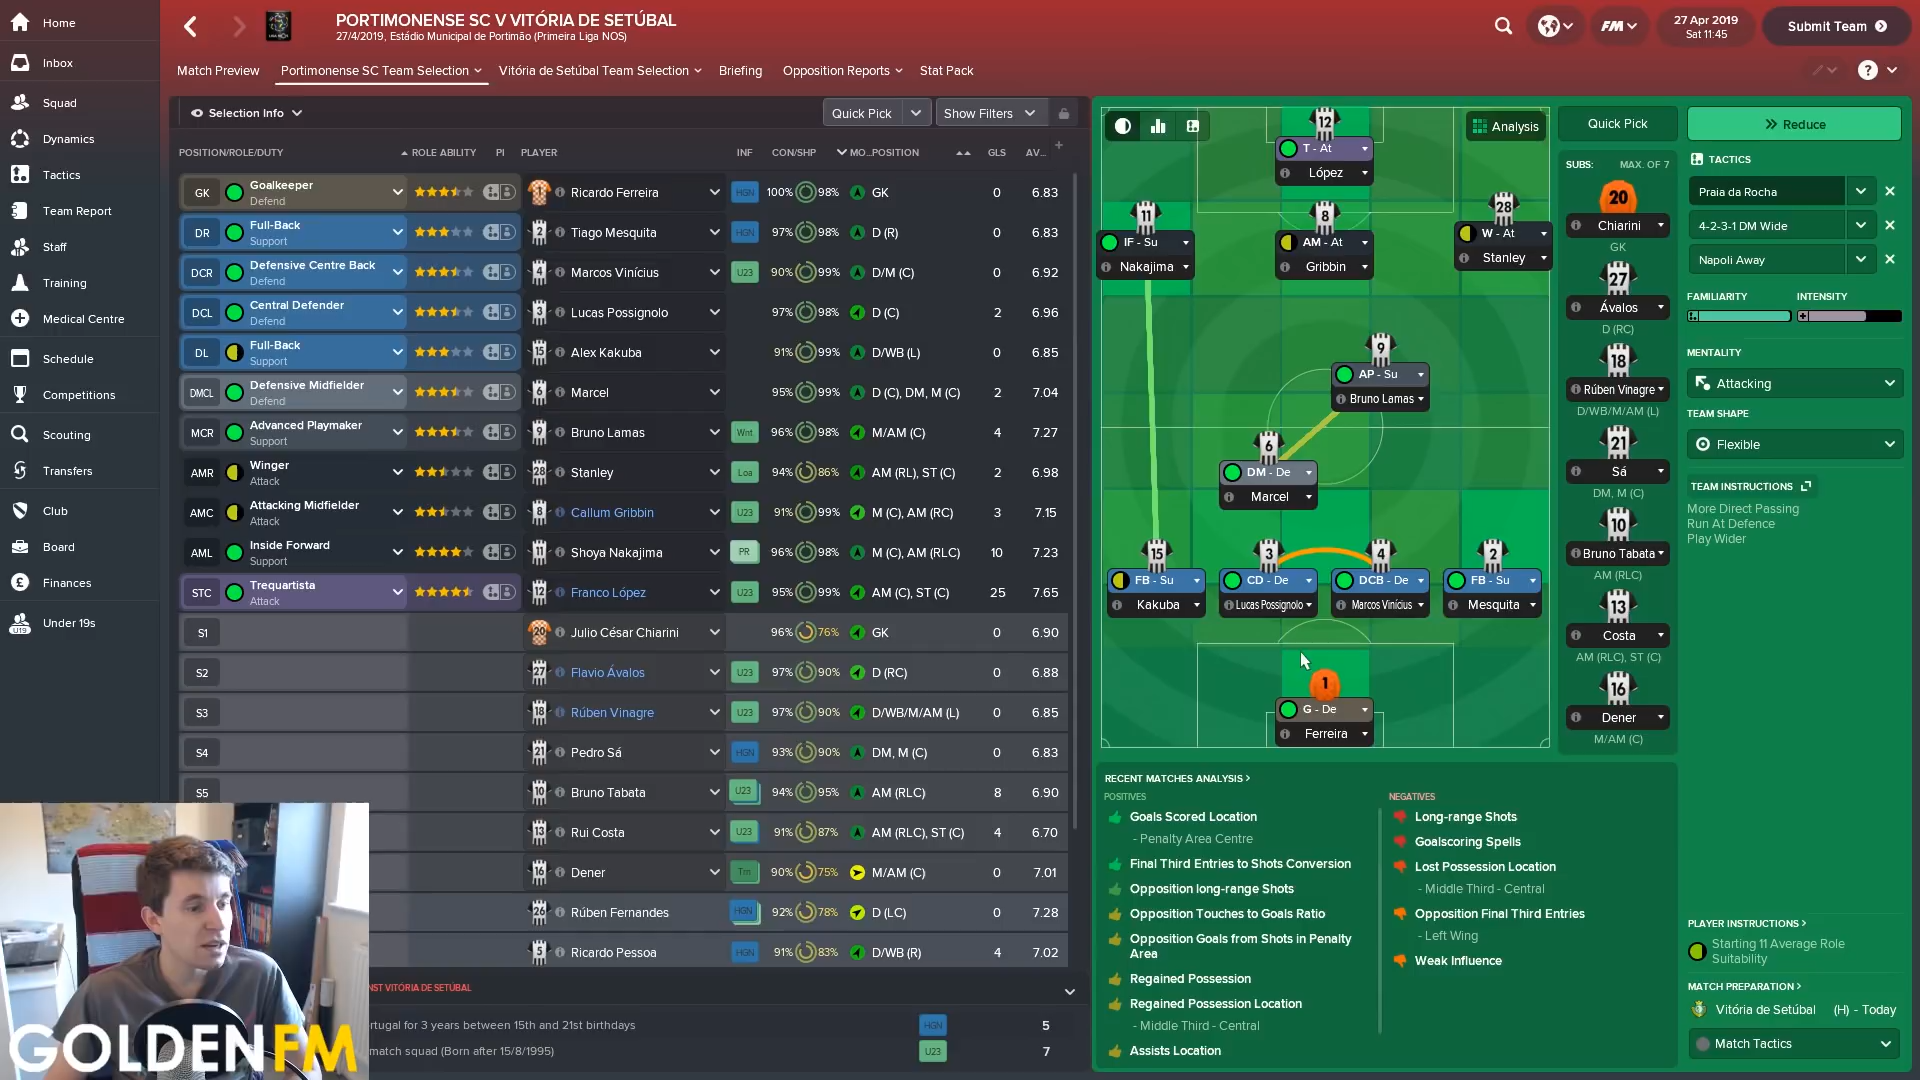 Home
Inbox
Squad
Dynamics
Tactics
Team Report
Staff
Training
Medical Centre
Schedule
Competitions
Scouting
Transfers
Club
Board
Finances
Under 19s
PORTIMONENSE SC V VITÓRIA DE SETÚBAL
27/4/2019, Estádio Municipal de Portimão (Primeira Liga NOS)
FM
27 Apr 2019
Sat 11:45
Submit Team
Match Preview
Portimonense SC Team Selection
Vitória de Setúbal Team Selection
Briefing
Opposition Reports
Stat Pack
?
Selection Info
Quick Pick
Show Filters
POSITION/ROLE/DUTY ROLE ABILITY PI PLAYER INF CON/SHP MO... POSITION GLS AV...
GK Goalkeeper Defend 1 Ricardo Ferreira HGN 100% 98% GK 0 6.83
DR Full-Back Support 2 Tiago Mesquita HGN 97% 98% D (R) 0 6.83
DCR Defensive Centre Back Defend 4 Marcos Vinícius U23 90% 99% D/M (C) 0 6.92
DCL Central Defender Defend 3 Lucas Possignolo 97% 98% D (C) 2 6.96
DL Full-Back Support 15 Alex Kakuba 91% 99% D/WB (L) 0 6.85
DMCL Defensive Midfielder Defend 6 Marcel 95% 99% D (C), DM, M (C) 2 7.04
MCR Advanced Playmaker Support 9 Bruno Lamas Wnt 96% 98% M/AM (C) 4 7.27
AMR Winger Attack 28 Stanley Loa 94% 86% AM (RL), ST (C) 2 6.98
AMC Attacking Midfielder Attack 8 Callum Gribbin U23 91% 99% M (C), AM (RC) 3 7.15
AML Inside Forward Support 11 Shoya Nakajima PR 96% 98% M (C), AM (RLC) 10 7.23
STC Trequartista Attack 12 Franco López U23 95% 99% AM (C), ST (C) 25 7.65
S1 20 Julio César Chiarini 96% 76% GK 0 6.90
S2 27 Flavio Ávalos U23 97% 90% D (RC) 0 6.88
S3 18 Rúben Vinagre U23 97% 90% D/WB/M/AM (L) 0 6.85
S4 21 Pedro Sá HGN 93% 90% DM, M (C) 0 6.83
S5 10 Bruno Tabata U23 94% 95% AM (RLC) 8 6.90
13 Rui Costa U23 91% 87% AM (RLC), ST (C) 4 6.70
16 Dener Trn 90% 75% M/AM (C) 0 7.01
26 Rúben Fernandes HGN 92% 78% D (LC) 0 7.28
5 Ricardo Pessoa HGN 91% 83% D/WB (R) 4 7.02
NST VITÓRIA DE SETÚBAL
rtugal for 3 years between 15th and 21st birthdays HGN 5
match squad (Born after 15/8/1995) U23 7
GOLDENFM
Analysis
12
T - At
López
11
IF - Su
Nakajima
8
AM - At
Gribbin
28
W - At
Stanley
9
AP - Su
Bruno Lamas
6
DM - De
Marcel
15
FB - Su
Kakuba
3
CD - De
Lucas Possignolo
4
DCB - De
Marcos Vinícius
2
FB - Su
Mesquita
1
G - De
Ferreira
Quick Pick
SUBS: MAX. OF 7
20
Chiarini
GK
27
Ávalos
D (RC)
18
Rúben Vinagre
D/WB/M/AM (L)
21
Sá
DM, M (C)
10
Bruno Tabata
AM (RLC)
13
Costa
AM (RLC), ST (C)
16
Dener
M/AM (C)
Reduce
TACTICS
Praia da Rocha
4-2-3-1 DM Wide
Napoli Away
FAMILIARITY
INTENSITY
MENTALITY
Attacking
TEAM SHAPE
Flexible
TEAM INSTRUCTIONS
More Direct Passing
Run At Defence
Play Wider
PLAYER INSTRUCTIONS >
Starting 11 Average Role
Suitability
MATCH PREPARATION >
Vitória de Setúbal (H) - Today
Match Tactics
RECENT MATCHES ANALYSIS >
POSITIVES
Goals Scored Location
- Penalty Area Centre
Final Third Entries to Shots Conversion
Opposition long-range Shots
Opposition Touches to Goals Ratio
Opposition Goals from Shots in Penalty
Area
Regained Possession
Regained Possession Location
- Middle Third - Central
Assists Location
NEGATIVES
Long-range Shots
Goalscoring Spells
Lost Possession Location
- Middle Third - Central
Opposition Final Third Entries
- Left Wing
Weak Influence